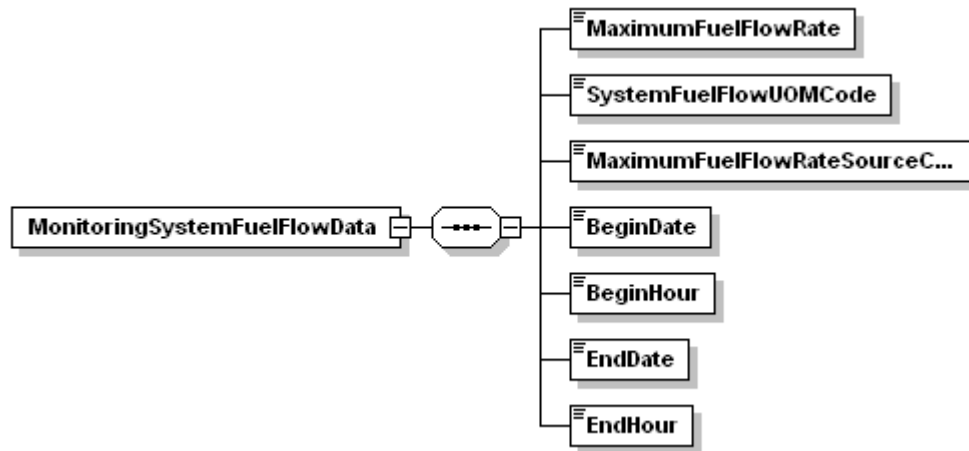 MaximumFuelFlowRate
SystemFuelFlowUOMCode
MaximumFuelFlowRateSourceC...
MonitoringSystemFuelFlowData
BeginDate
BeginHour
EndDate
EndHour